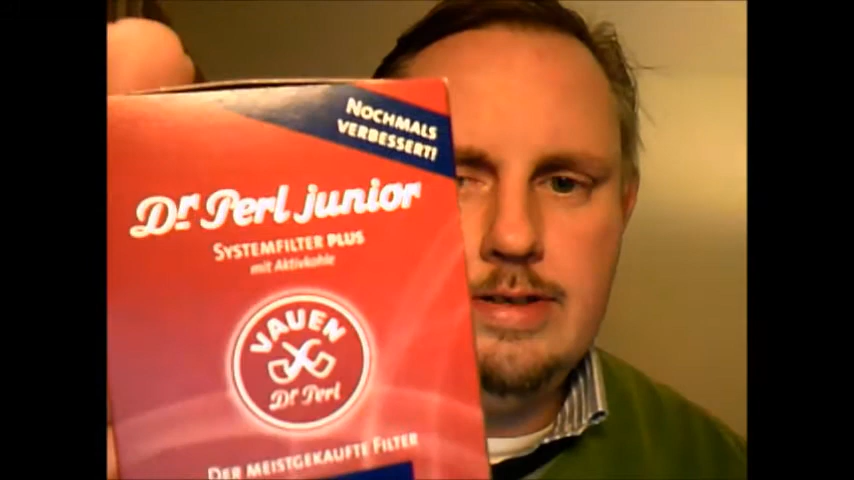 NOCHMALS
VERBESSERT!
Dr Perl junior
SYSTEMFILTER PLUS
mit Aktivkohle
VAUEN
Dr Perl
DER MEISTGEKAUFTE FILTER